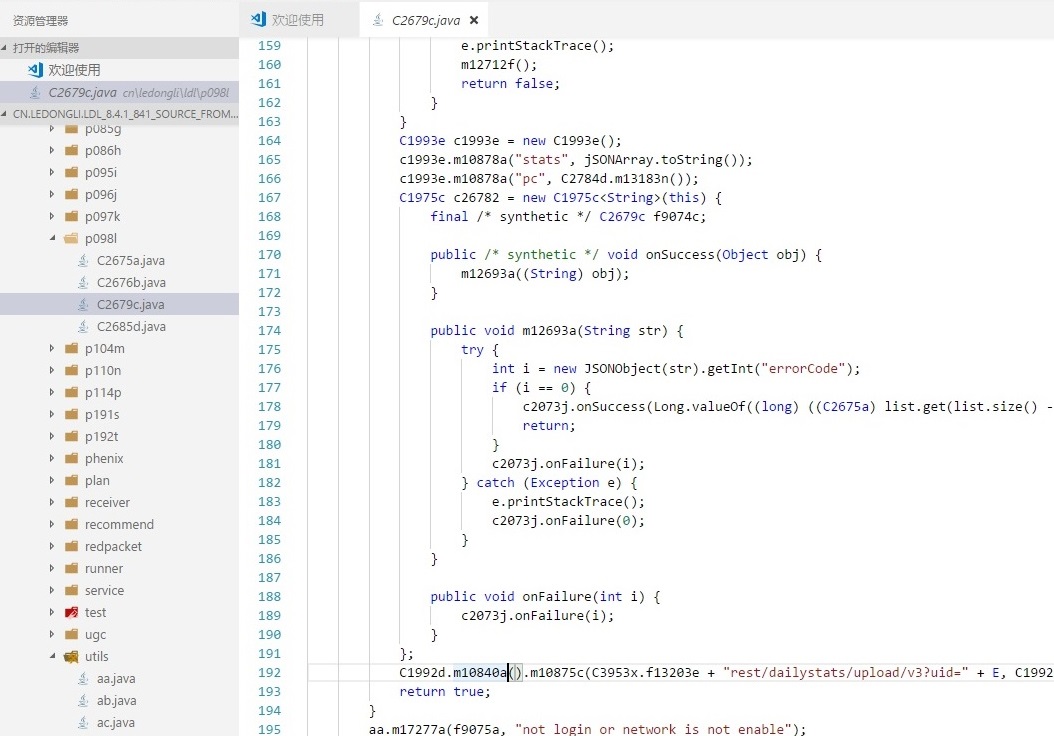 资源管理器
打开的编辑器
欢迎使用
C2679c.java cn\ledongli\ldl\p098l
CN.LEDONGLI.LDL_8.4.1_841_SOURCE_FROM...
p085g
p086h
p095i
p096j
p097k
p098l
C2675a.java
C2676b.java
C2679c.java
C2685d.java
p104m
p110n
p114p
p191s
p192t
phenix
plan
receiver
recommend
redpacket
runner
service
test
ugc
utils
aa.java
ab.java
ac.java
欢迎使用
C2679c.java ×
159 e.printStackTrace();
160 m12712f();
161 return false;
162 }
163 }
164 C1993e c1993e = new C1993e();
165 c1993e.m10878a("stats", jSONArray.toString());
166 c1993e.m10878a("pc", C2784d.m13183n());
167 C1975c c26782 = new C1975c<String>(this) {
168 final /* synthetic */ C2679c f9074c;
169
170 public /* synthetic */ void onSuccess(Object obj) {
171 m12693a((String) obj);
172 }
173
174 public void m12693a(String str) {
175 try {
176 int i = new JSONObject(str).getInt("errorCode");
177 if (i == 0) {
178 c2073j.onSuccess(Long.valueOf((long) ((C2675a) list.get(list.size() -
179 return;
180 }
181 c2073j.onFailure(i);
182 } catch (Exception e) {
183 e.printStackTrace();
184 c2073j.onFailure(0);
185 }
186 }
187
188 public void onFailure(int i) {
189 c2073j.onFailure(i);
190 }
191 };
192 C1992d.m10840a().m10875c(C3953x.f13203e + "rest/dailystats/upload/v3?uid=" + E, C1992
193 return true;
194 }
195 aa.m17277a(f9075a, "not login or network is not enable");